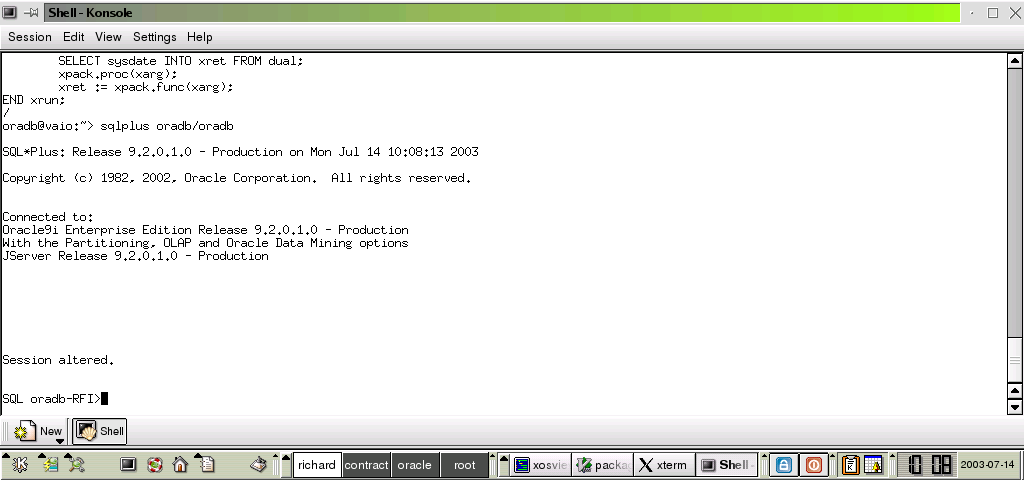 Shell - Konsole
Session Edit View Settings Help
SELECT sysdate INTO xret FROM dual;
xpack.proc(xarg);
xret := xpack.func(xarg);
END xrun;
/
oradb@vaio:~> sqlplus oradb/oradb
SQL*Plus: Release 9.2.0.1.0 - Production on Mon Jul 14 10:08:13 2003
Copyright (c) 1982, 2002, Oracle Corporation.  All rights reserved.
Connected to:
Oracle9i Enterprise Edition Release 9.2.0.1.0 - Production
With the Partitioning, OLAP and Oracle Data Mining options
JServer Release 9.2.0.1.0 - Production
Session altered.
SQL oradb-RFI>
New Shell
richard contract oracle root xosvie packa xterm Shell - 10 08 2003-07-14